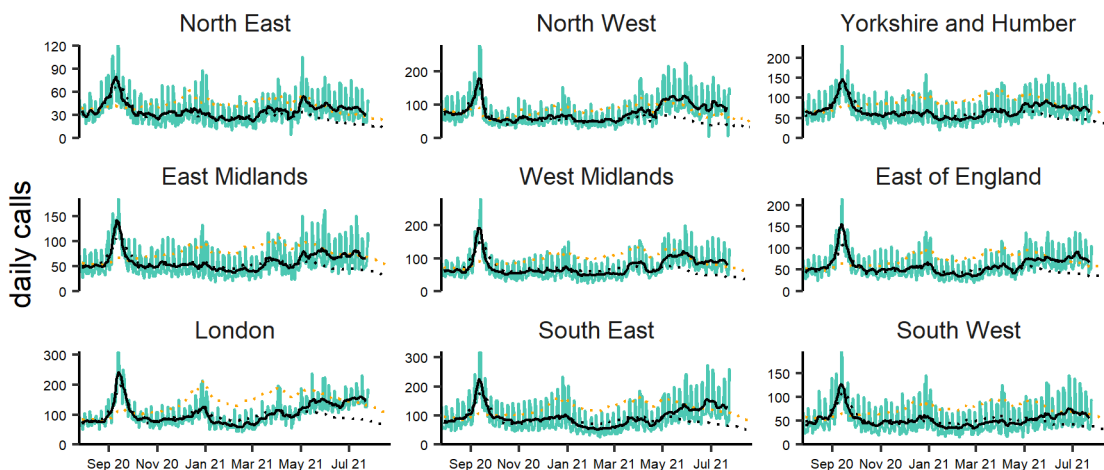 North East
North West
Yorkshire and Humber
120
90
60
30
0
200
100
0
200
150
100
50
0
East Midlands
West Midlands
East of England
daily calls
150
100
50
0
200
100
0
200
150
100
50
0
London
South East
South West
300
200
100
0
300
200
100
0
150
100
50
0
Sep 20 Nov 20 Jan 21 Mar 21 May 21 Jul 21
Sep 20 Nov 20 Jan 21 Mar 21 May 21 Jul 21
Sep 20 Nov 20 Jan 21 Mar 21 May 21 Jul 21